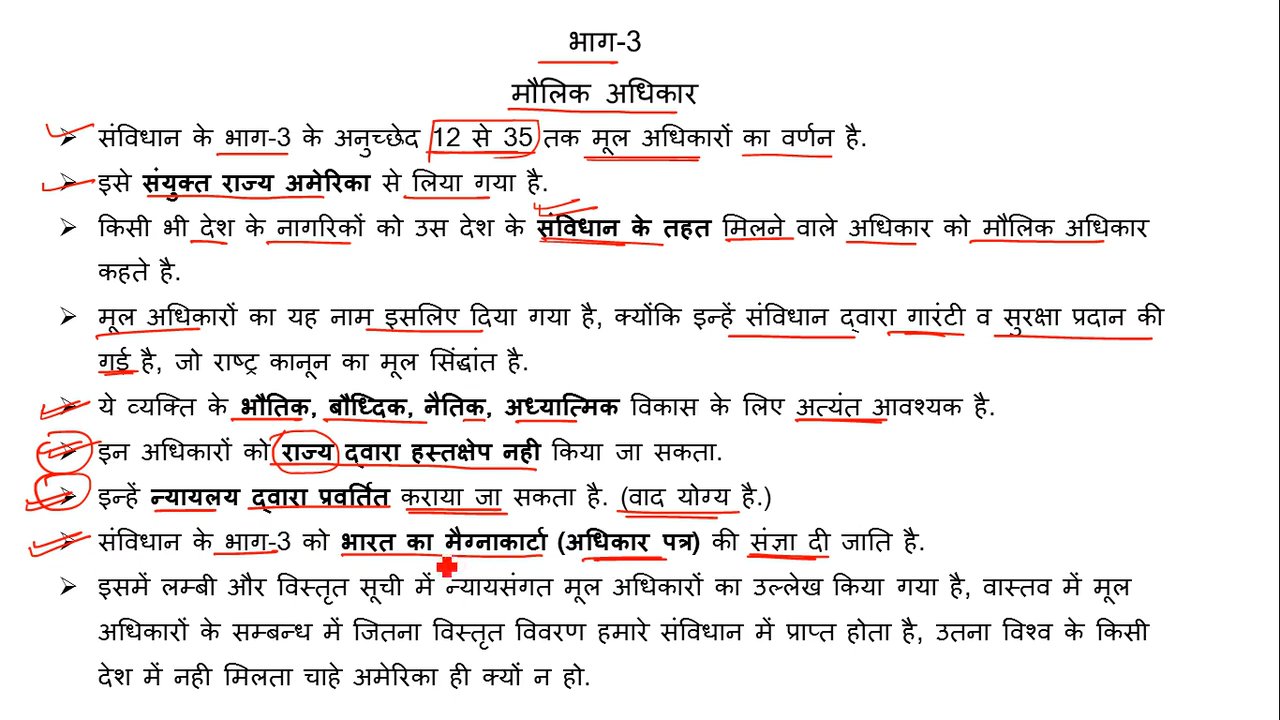 भाग-3
मौलिक अधिकार
➢ संविधान के भाग-3 के अनुच्छेद 12 से 35 तक मूल अधिकारों का वर्णन है.
➢ इसे संयुक्त राज्य अमेरिका से लिया गया है.
➢ किसी भी देश के नागरिकों को उस देश के संविधान के तहत मिलने वाले अधिकार को मौलिक अधिकार
कहते है.
➢ मूल अधिकारों का यह नाम इसलिए दिया गया है, क्योंकि इन्हें संविधान द्वारा गारंटी व सुरक्षा प्रदान की
गई है, जो राष्ट्र कानून का मूल सिंद्धांत है.
➢ ये व्यक्ति के भौतिक, बौध्दिक, नैतिक, अध्यात्मिक विकास के लिए अत्यंत आवश्यक है.
➢ इन अधिकारों को राज्य द्वारा हस्तक्षेप नही किया जा सकता.
➢ इन्हें न्यायलय द्वारा प्रवर्तित कराया जा सकता है. (वाद योग्य है.)
➢ संविधान के भाग-3 को भारत का मैग्नाकार्टा (अधिकार पत्र) की संज्ञा दी जाति है.
➢ इसमें लम्बी और विस्तृत सूची में न्यायसंगत मूल अधिकारों का उल्लेख किया गया है, वास्तव में मूल
अधिकारों के सम्बन्ध में जितना विस्तृत विवरण हमारे संविधान में प्राप्त होता है, उतना विश्व के किसी
देश में नही मिलता चाहे अमेरिका ही क्यों न हो.